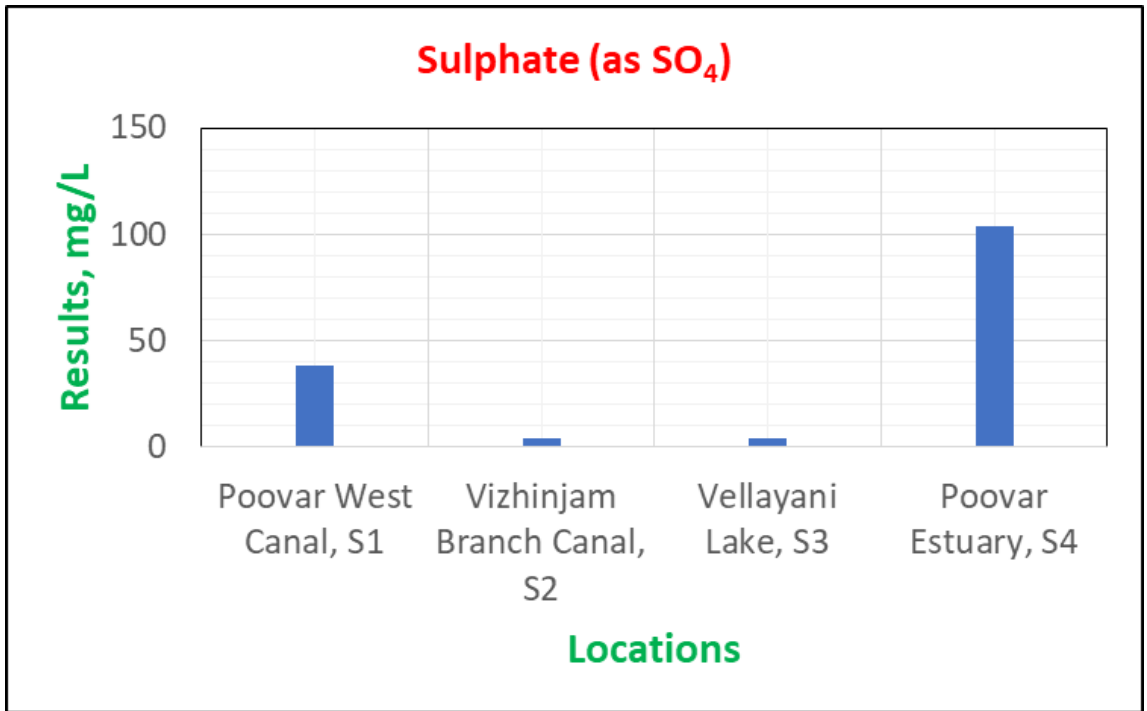 Sulphate (as SO₄)
Results, mg/L
150
100
50
0
Poovar West
Canal, S1
Vizhinjam
Branch Canal,
S2
Vellayani
Lake, S3
Poovar
Estuary, S4
Locations